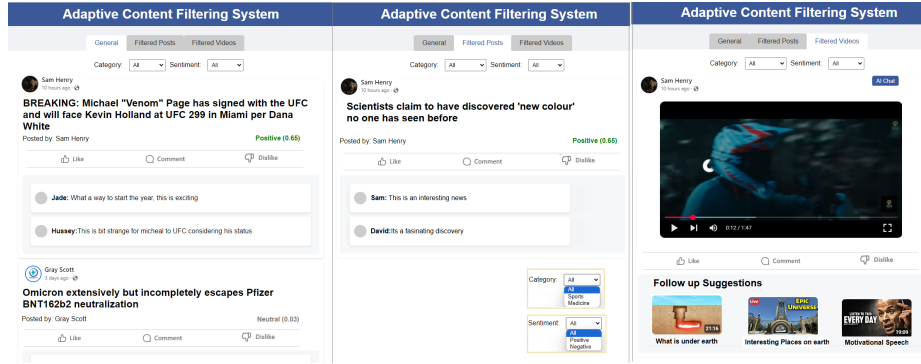 Adaptive Content Filtering System
General
Filtered Posts
Filtered Videos
Category:
All
Sentiment:
All
Sam Henry
10 hours ago
BREAKING: Michael "Venom" Page has signed with the UFC
and will face Kevin Holland at UFC 299 in Miami per Dana
White
Posted by: Sam Henry
Positive (0.65)
Like
Comment
Dislike
Jade: What a way to start the year, this is exciting
Hussey:This is bit strange for micheal to UFC considering his status
Gray Scott
3 days ago
Omicron extensively but incompletely escapes Pfizer
BNT162b2 neutralization
Posted by: Gray Scott
Neutral (0.03)
Like
Comment
Dislike
Adaptive Content Filtering System
General
Filtered Posts
Filtered Videos
Category:
All
Sentiment:
All
Sam Henry
10 hours ago
Scientists claim to have discovered 'new colour'
no one has seen before
Posted by: Sam Henry
Positive (0.65)
Like
Comment
Dislike
Sam: This is an interesting news
David:Its a fasinating discovery
Category:
All
All
Sports
Medicine
Sentiment:
All
All
Positive
Negative
Adaptive Content Filtering System
General
Filtered Posts
Filtered Videos
Category:
All
Sentiment:
All
Sam Henry
10 hours ago
AI Chat
0:12 / 1:47
Like
Comment
Dislike
Follow up Suggestions
21:16
Live
EPIC
UNIVERSE
LISTEN TO THIS
EVERY DAY
19:09
What is under earth
Interesting Places on earth
Motivational Speech